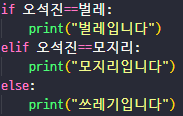 if 오석진==벌레:
    print("벌레입니다")
elif 오석진==모지리:
    print("모지리입니다")
else:
    print("쓰레기입니다")